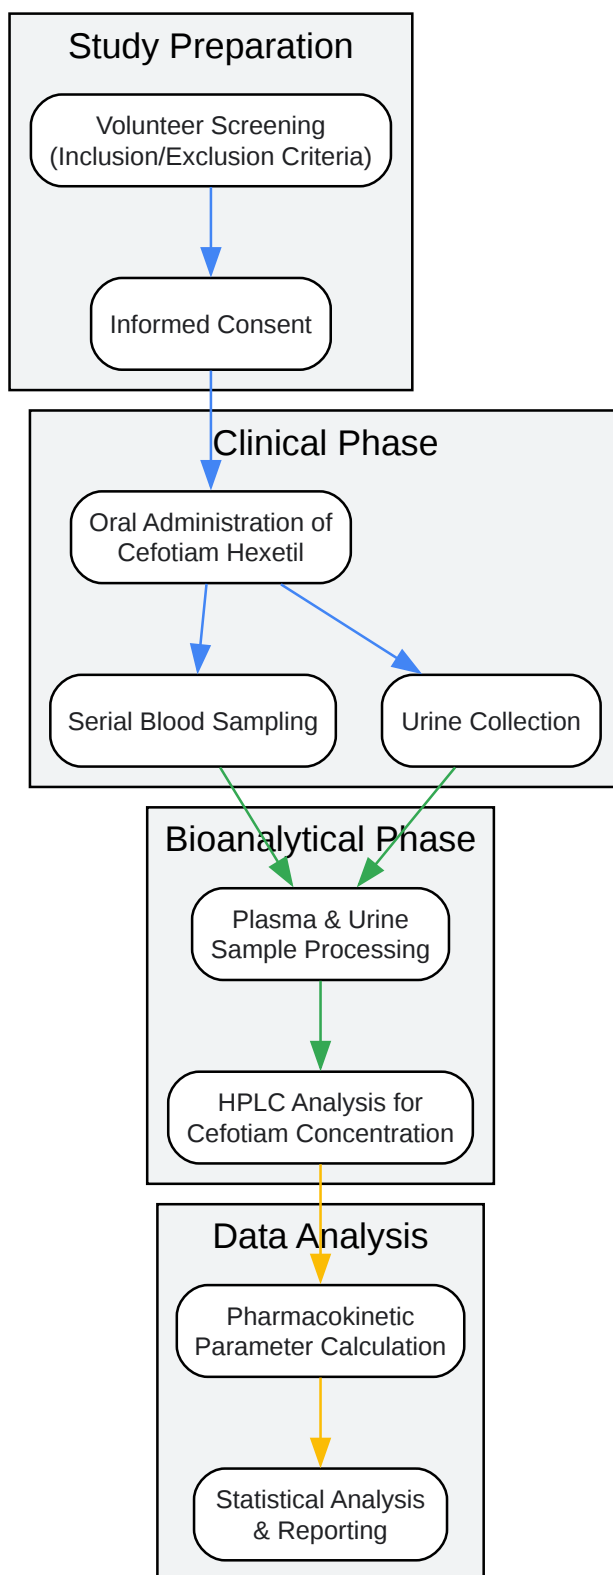 Study Preparation
Volunteer Screening
(Inclusion/Exclusion Criteria)
Informed Consent
Clinical Phase
Oral Administration of
Cefotiam Hexetil
Serial Blood Sampling
Urine Collection
Bioanalytical Phase
Plasma & Urine
Sample Processing
HPLC Analysis for
Cefotiam Concentration
Data Analysis
Pharmacokinetic
Parameter Calculation
Statistical Analysis
& Reporting